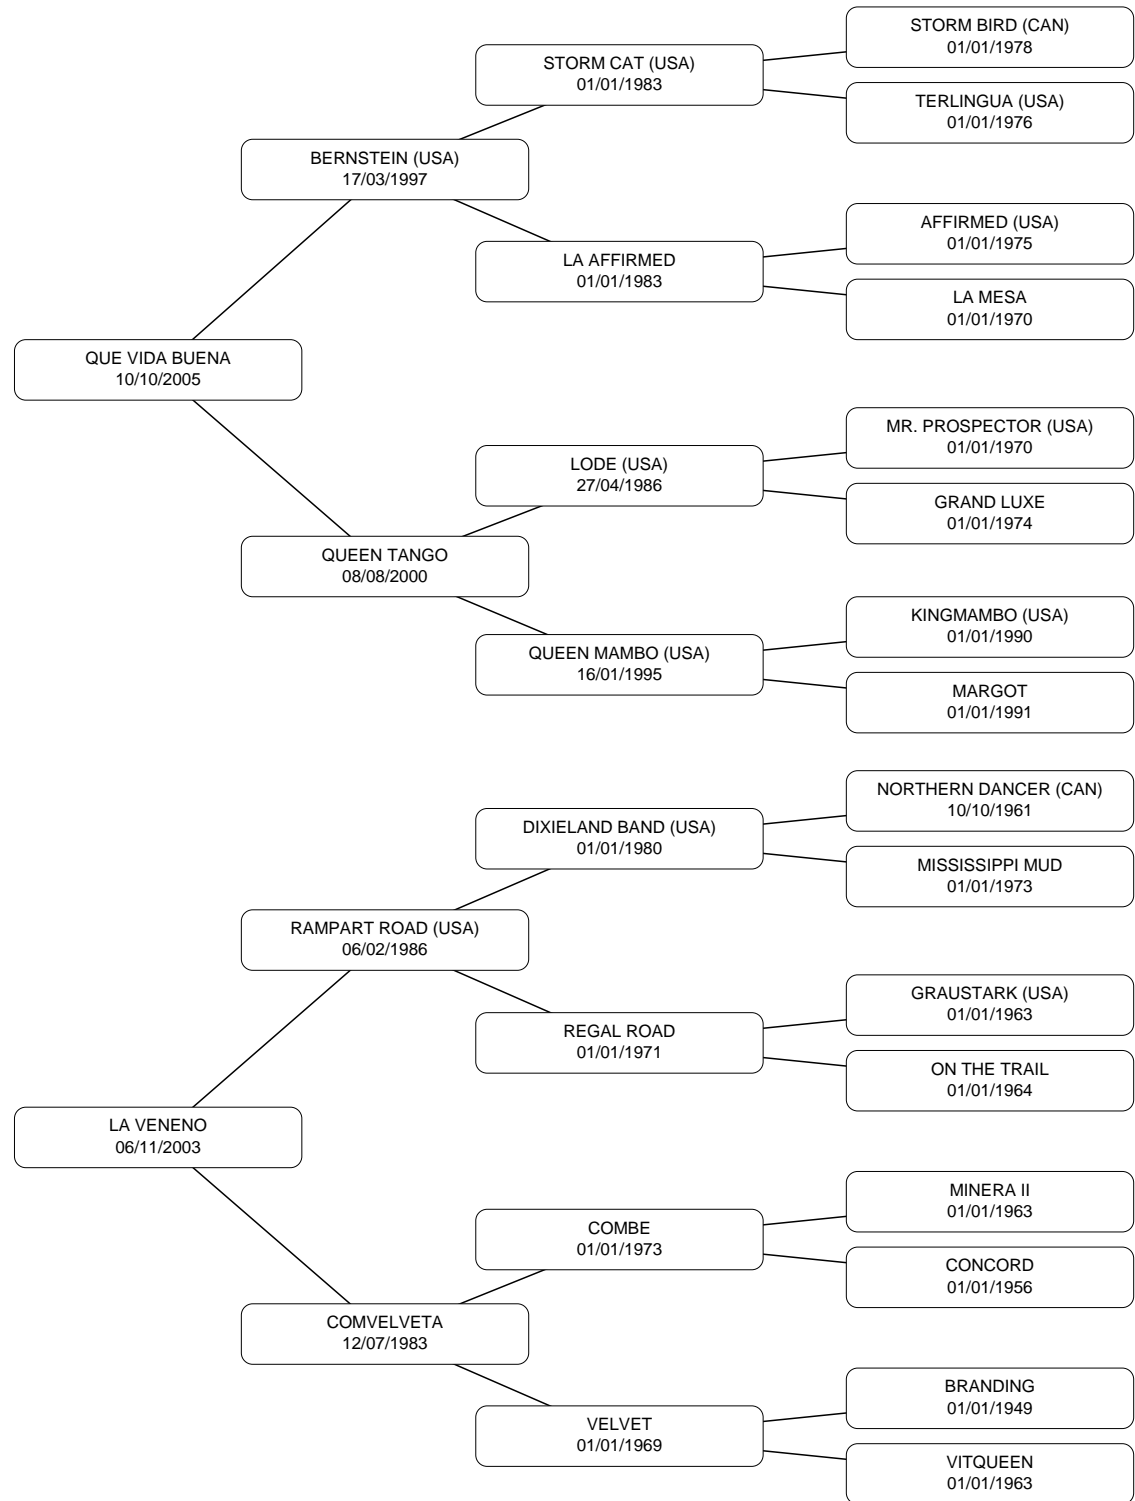 STORM BIRD (CAN)
01/01/1978
STORM CAT (USA)
01/01/1983
TERLINGUA (USA)
01/01/1976
BERNSTEIN (USA)
17/03/1997
AFFIRMED (USA)
01/01/1975
LA AFFIRMED
01/01/1983
LA MESA
01/01/1970
QUE VIDA BUENA
10/10/2005
MR. PROSPECTOR (USA)
01/01/1970
LODE (USA)
27/04/1986
GRAND LUXE
01/01/1974
QUEEN TANGO
08/08/2000
KINGMAMBO (USA)
01/01/1990
QUEEN MAMBO (USA)
16/01/1995
MARGOT
01/01/1991
NORTHERN DANCER (CAN)
10/10/1961
DIXIELAND BAND (USA)
01/01/1980
MISSISSIPPI MUD
01/01/1973
RAMPART ROAD (USA)
06/02/1986
GRAUSTARK (USA)
01/01/1963
REGAL ROAD
01/01/1971
ON THE TRAIL
01/01/1964
LA VENENO
06/11/2003
MINERA II
01/01/1963
COMBE
01/01/1973
CONCORD
01/01/1956
COMVELVETA
12/07/1983
BRANDING
01/01/1949
VELVET
01/01/1969
VITQUEEN
01/01/1963